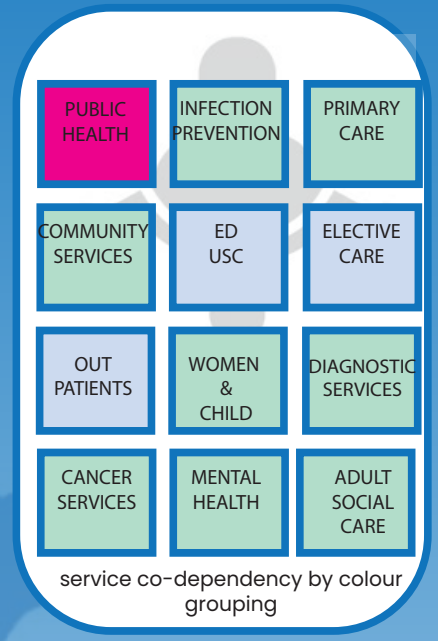 PUBLIC
HEALTH
INFECTION
PREVENTION
PRIMARY
CARE
COMMUNITY
SERVICES
ED
USC
ELECTIVE
CARE
OUT
PATIENTS
WOMEN
&
CHILD
DIAGNOSTIC
SERVICES
CANCER
SERVICES
MENTAL
HEALTH
ADULT
SOCIAL
CARE
service co-dependency by colour
grouping